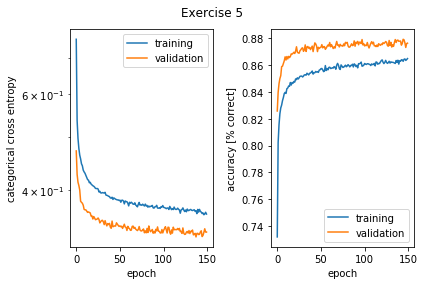 Exercise 5
categorical cross entropy
6 × 10⁻¹
4 × 10⁻¹
training
validation
0 50 100 150
epoch
accuracy [% correct]
0.88
0.86
0.84
0.82
0.80
0.78
0.76
0.74
training
validation
0 50 100 150
epoch